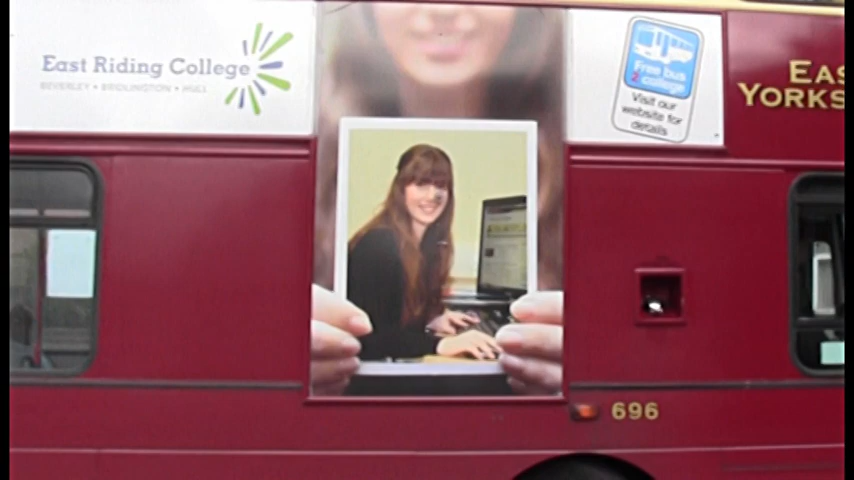 East Riding College
BEVERLEY • BRIDLINGTON • HULL
Free bus
2 college
Visit our
website for
details
EAS
YORKS
696